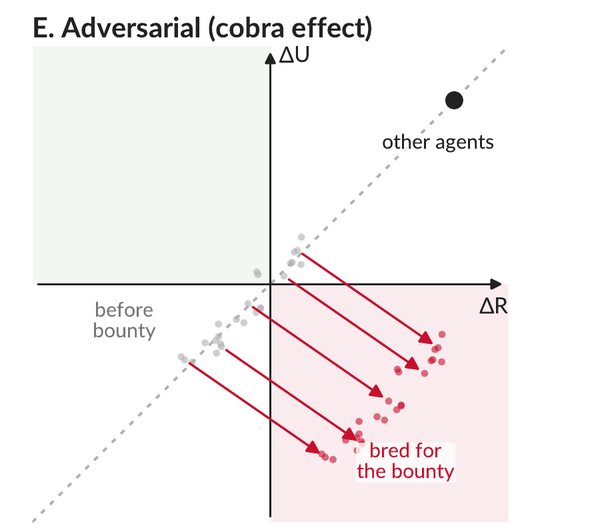 E. Adversarial (cobra effect)
ΔU
other agents
ΔR
before
bounty
bred for
the bounty